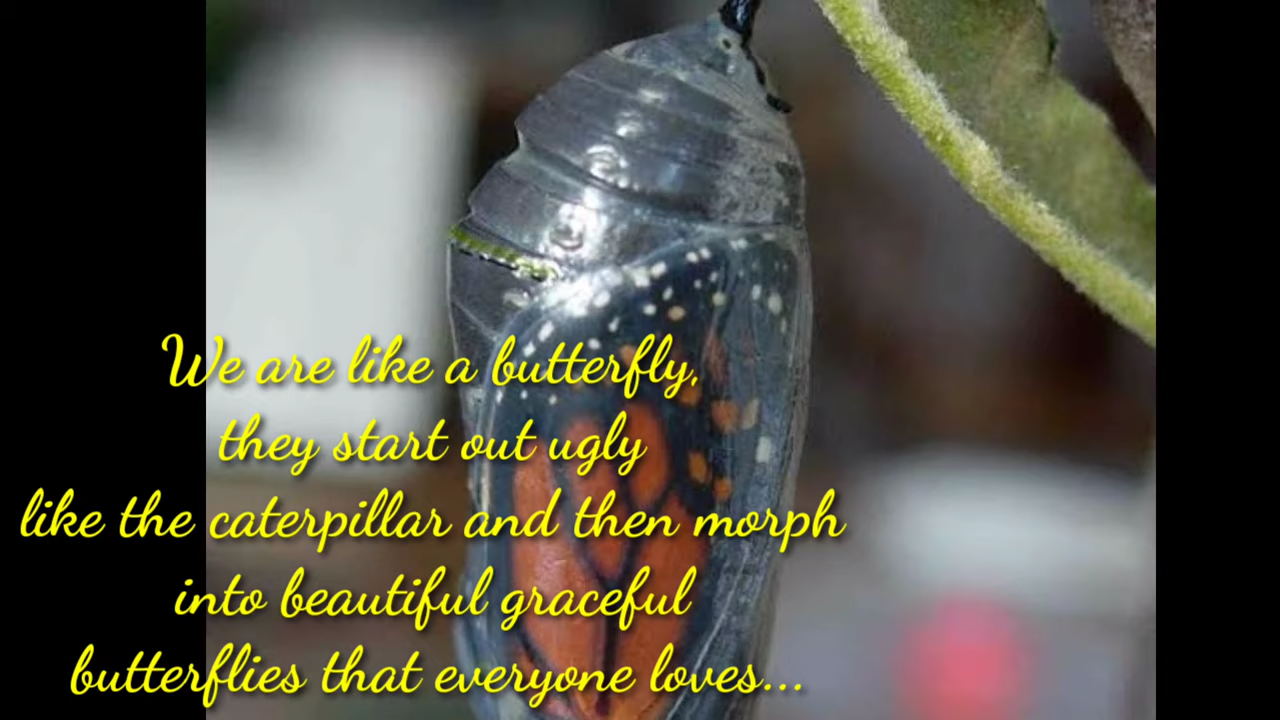 We are like a butterfly,
they start out ugly
like the caterpillar and then morph
into beautiful graceful
butterflies that everyone loves...